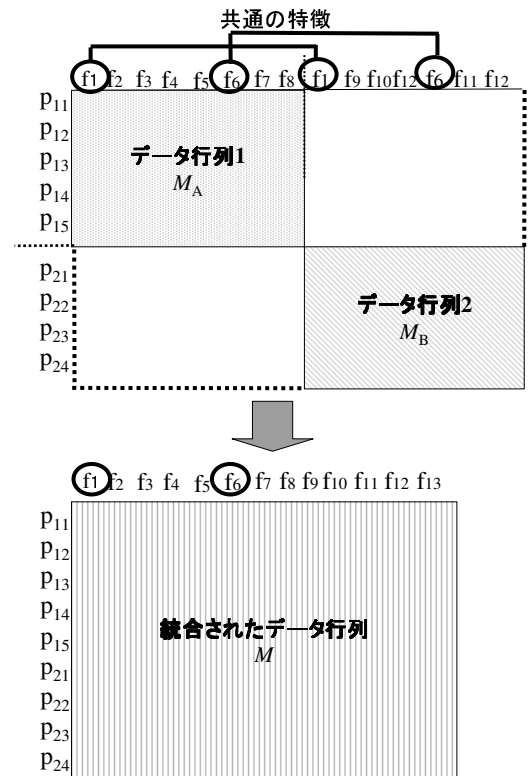 共通の特徴
f1 f2 f3 f4 f5 f6 f7 f8 f1 f9 f10 f12 f6 f11 f12
p11
p12
p13
p14
p15
データ行列1
MA
p21
p22
p23
p24
データ行列2
MB
f1 f2 f3 f4 f5 f6 f7 f8 f9 f10 f11 f12 f13
p11
p12
p13
p14
p15
p21
p22
p23
p24
統合されたデータ行列
M